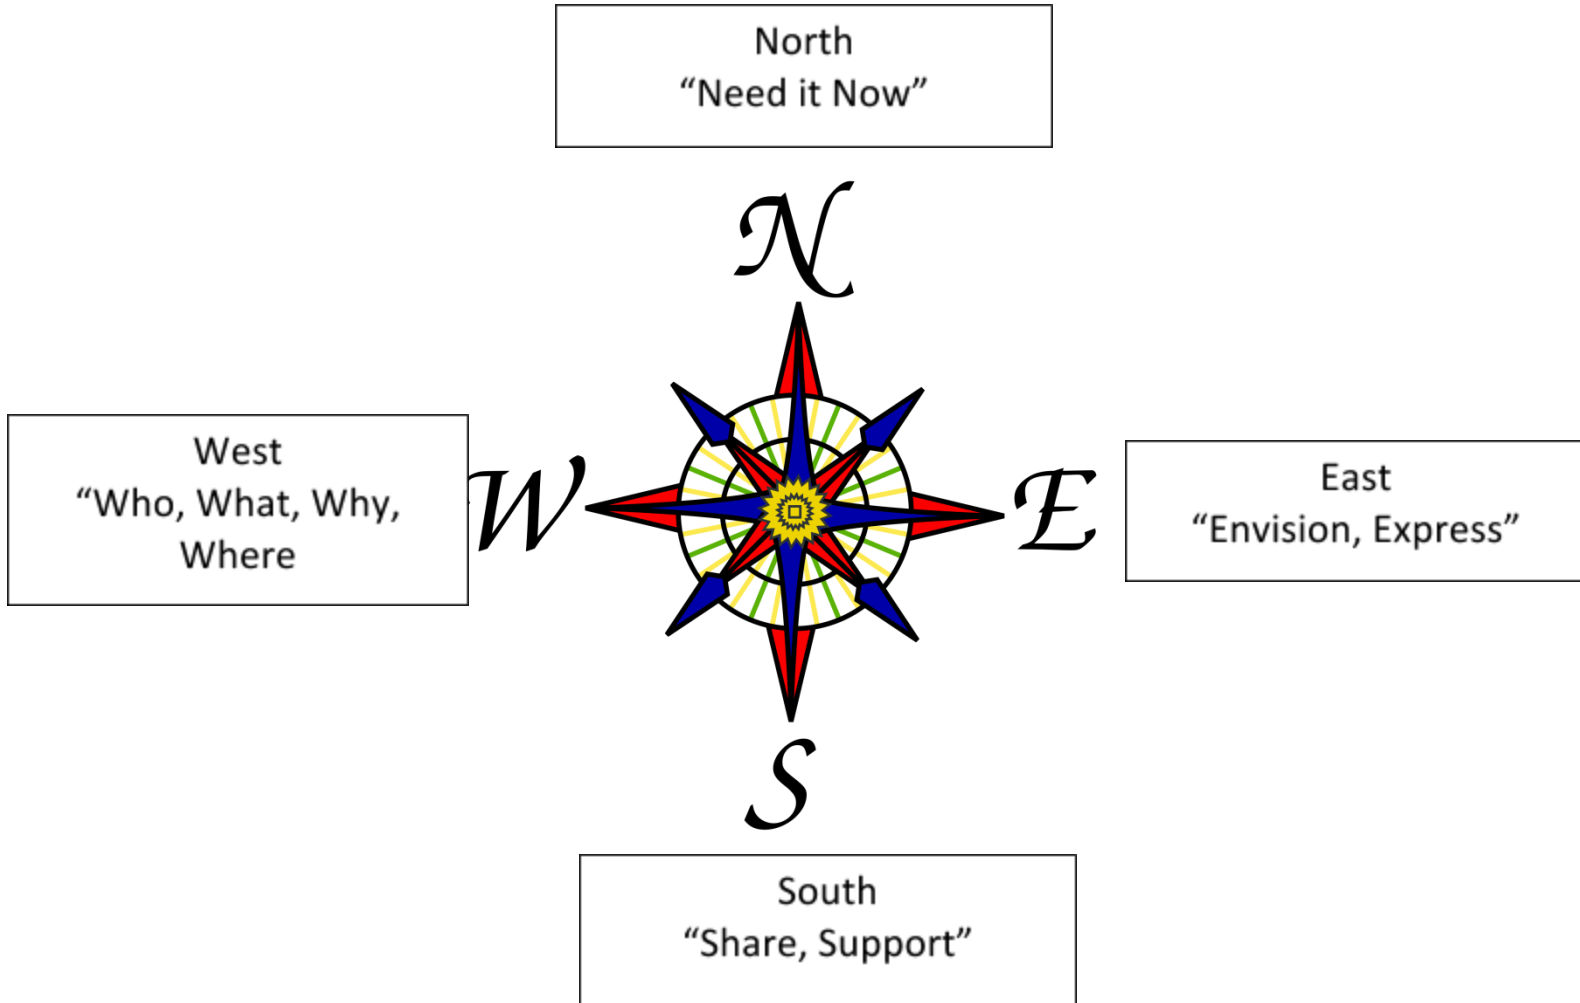 North
“Need it Now”
N
West
“Who, What, Why,
Where
W
E
East
“Envision, Express”
S
South
“Share, Support”